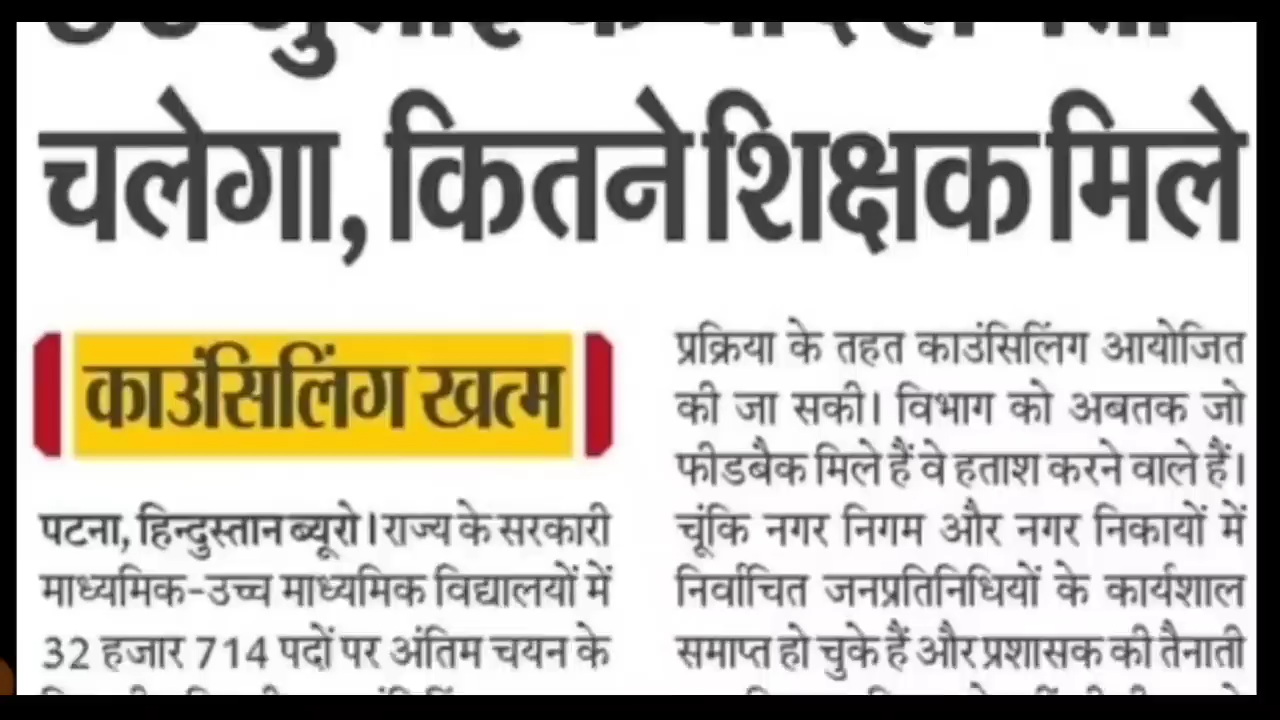 चलेगा, कितने शिक्षक मिले
काउंसिलिंग खत्म
पटना, हिन्दुस्तान ब्यूरो। राज्य के सरकारी
माध्यमिक-उच्च माध्यमिक विद्यालयों में
32 हजार 714 पदों पर अंतिम चयन के
प्रक्रिया के तहत काउंसिलिंग आयोजित
की जा सकी। विभाग को अबतक जो
फीडबैक मिले हैं वे हताश करने वाले हैं।
चूंकि नगर निगम और नगर निकायों में
निर्वाचित जनप्रतिनिधियों के कार्यशाल
समाप्त हो चुके हैं और प्रशासक की तैनाती